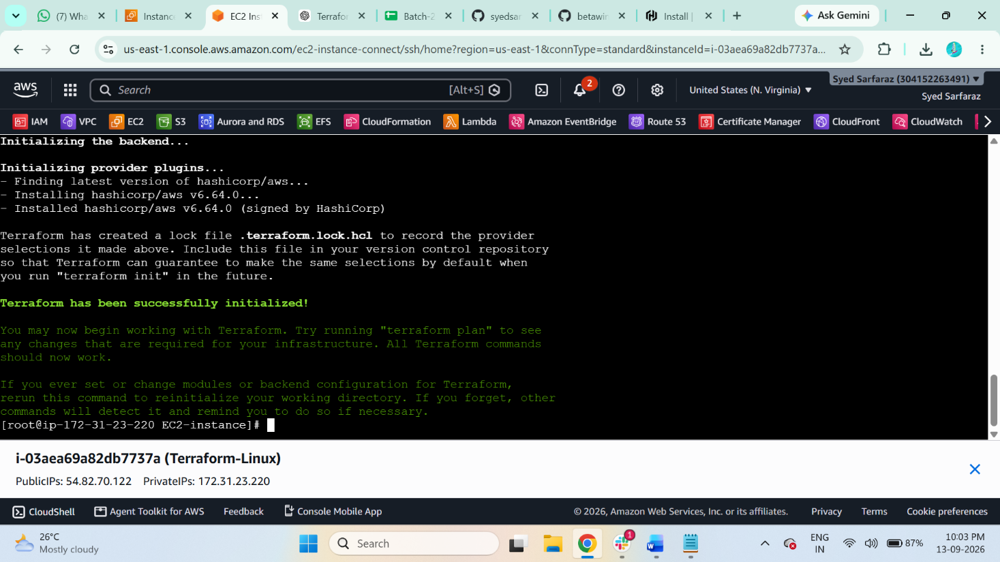 (7) Wha
Instance
EC2 Ins
Terrafor
Batch-2
syedsar
betawin
Install |
Ask Gemini
us-east-1.console.aws.amazon.com/ec2-instance-connect/ssh/home?region=us-east-1&connType=standard&instanceId=i-03aea69a82db7737a...
aws
Search
[Alt+S]
2
United States (N. Virginia) ▼
Syed Sarfaraz (304152263491) ▼
Syed Sarfaraz
IAM
VPC
EC2
S3
Aurora and RDS
EFS
CloudFormation
Lambda
Amazon EventBridge
Route 53
Certificate Manager
CloudFront
CloudWatch
Initializing the backend...
Initializing provider plugins...
- Finding latest version of hashicorp/aws...
- Installing hashicorp/aws v6.64.0...
- Installed hashicorp/aws v6.64.0 (signed by HashiCorp)
Terraform has created a lock file .terraform.lock.hcl to record the provider
selections it made above. Include this file in your version control repository
so that Terraform can guarantee to make the same selections by default when
you run "terraform init" in the future.
Terraform has been successfully initialized!
You may now begin working with Terraform. Try running "terraform plan" to see
any changes that are required for your infrastructure. All Terraform commands
should now work.
If you ever set or change modules or backend configuration for Terraform,
rerun this command to reinitialize your working directory. If you forget, other
commands will detect it and remind you to do so if necessary.
[root@ip-172-31-23-220 EC2-instance]#
i-03aea69a82db7737a (Terraform-Linux)
PublicIPs: 54.82.70.122 PrivateIPs: 172.31.23.220
CloudShell
Agent Toolkit for AWS
Feedback
Console Mobile App
© 2026, Amazon Web Services, Inc. or its affiliates.
Privacy
Terms
Cookie preferences
26°C
Mostly cloudy
Search
1
ENG
IN
87%
10:03 PM
13-09-2026